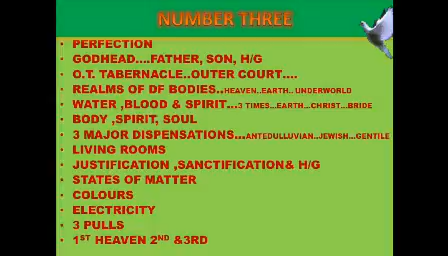 NUMBER THREE
• PERFECTION
• GODHEAD....FATHER, SON, H/G
• O.T. TABERNACLE..OUTER COURT....
• REALMS OF DF BODIES..HEAVEN..EARTH.. UNDERWORLD
• WATER ,BLOOD & SPIRIT...3 TIMES...EARTH...CHRIST...BRIDE
• BODY ,SPIRIT, SOUL
• 3 MAJOR DISPENSATIONS...ANTEDULLUVIAN...JEWISH...GENTILE
• LIVING ROOMS
• JUSTIFICATION ,SANCTIFICATION& H/G
• STATES OF MATTER
• COLOURS
• ELECTRICITY
• 3 PULLS
• 1ST HEAVEN 2ND &3RD